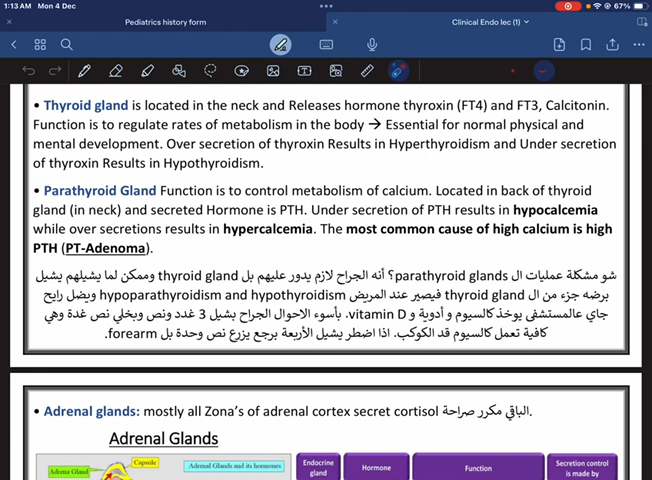 1:13 AM Mon 4 Dec
67%
Pediatrics history form
Clinical Endo lec (1)
• Thyroid gland is located in the neck and Releases hormone thyroxin (FT4) and FT3, Calcitonin.
Function is to regulate rates of metabolism in the body → Essential for normal physical and
mental development. Over secretion of thyroxin Results in Hyperthyroidism and Under secretion
of thyroxin Results in Hypothyroidism.
• Parathyroid Gland Function is to control metabolism of calcium. Located in back of thyroid
gland (in neck) and secreted Hormone is PTH. Under secretion of PTH results in hypocalcemia
while over secretions results in hypercalcemia. The most common cause of high calcium is high
PTH (PT-Adenoma).
شو مشكلة عمليات ال parathyroid glands؟ أنه الجراح لازم يدور عليهم بل thyroid gland وممكن لما يشيلهم يشيل
برضه جزء من ال thyroid gland فيصير عند المريض hypoparathyroidism and hypothyroidism ويضل رايح
جاي عالمستشفى يوخذ كالسيوم و أدوية و vitamin D. بأسوء الاحوال الجراح بشيل 3 غدد ونص وبخلي نص غدة وهي
كافية تعمل كالسيوم قد الكوكب. اذا اضطر يشيل الأربعة برجع يزرع نص وحدة بل forearm.
• Adrenal glands: mostly all Zona's of adrenal cortex secret cortisol الباقي مكرر صراحة.
Adrenal Glands
Capsule
Adrenal Glands and its hormones
Endocrine gland
Hormone
Function
Secretion control is made by